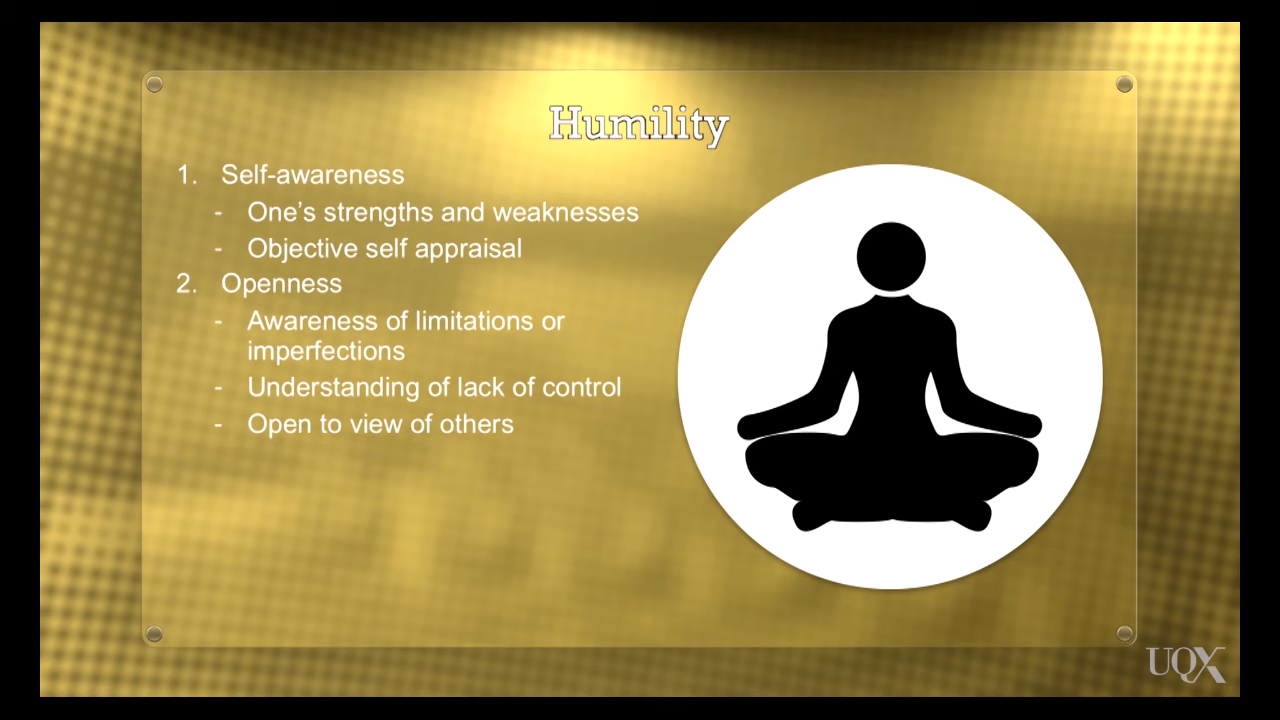 Humility
1. Self-awareness
- One’s strengths and weaknesses
- Objective self appraisal
2. Openness
- Awareness of limitations or
imperfections
- Understanding of lack of control
- Open to view of others
UQX